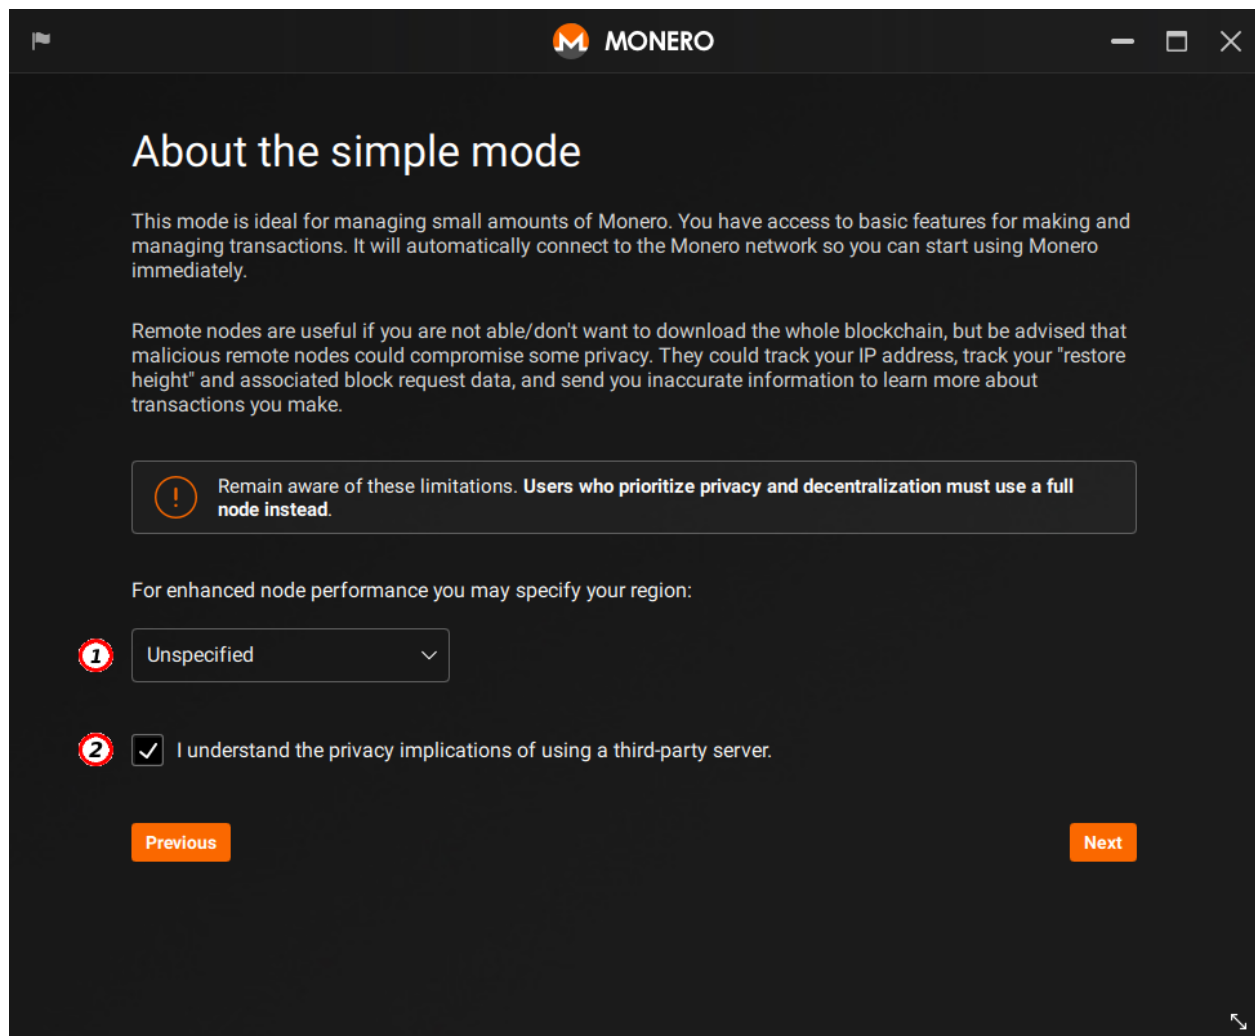 MONERO
About the simple mode
This mode is ideal for managing small amounts of Monero. You have access to basic features for making and
managing transactions. It will automatically connect to the Monero network so you can start using Monero
immediately.
Remote nodes are useful if you are not able/don't want to download the whole blockchain, but be advised that
malicious remote nodes could compromise some privacy. They could track your IP address, track your "restore
height" and associated block request data, and send you inaccurate information to learn more about
transactions you make.
Remain aware of these limitations. Users who prioritize privacy and decentralization must use a full
node instead.
For enhanced node performance you may specify your region:
1 Unspecified
2 I understand the privacy implications of using a third-party server.
Previous Next